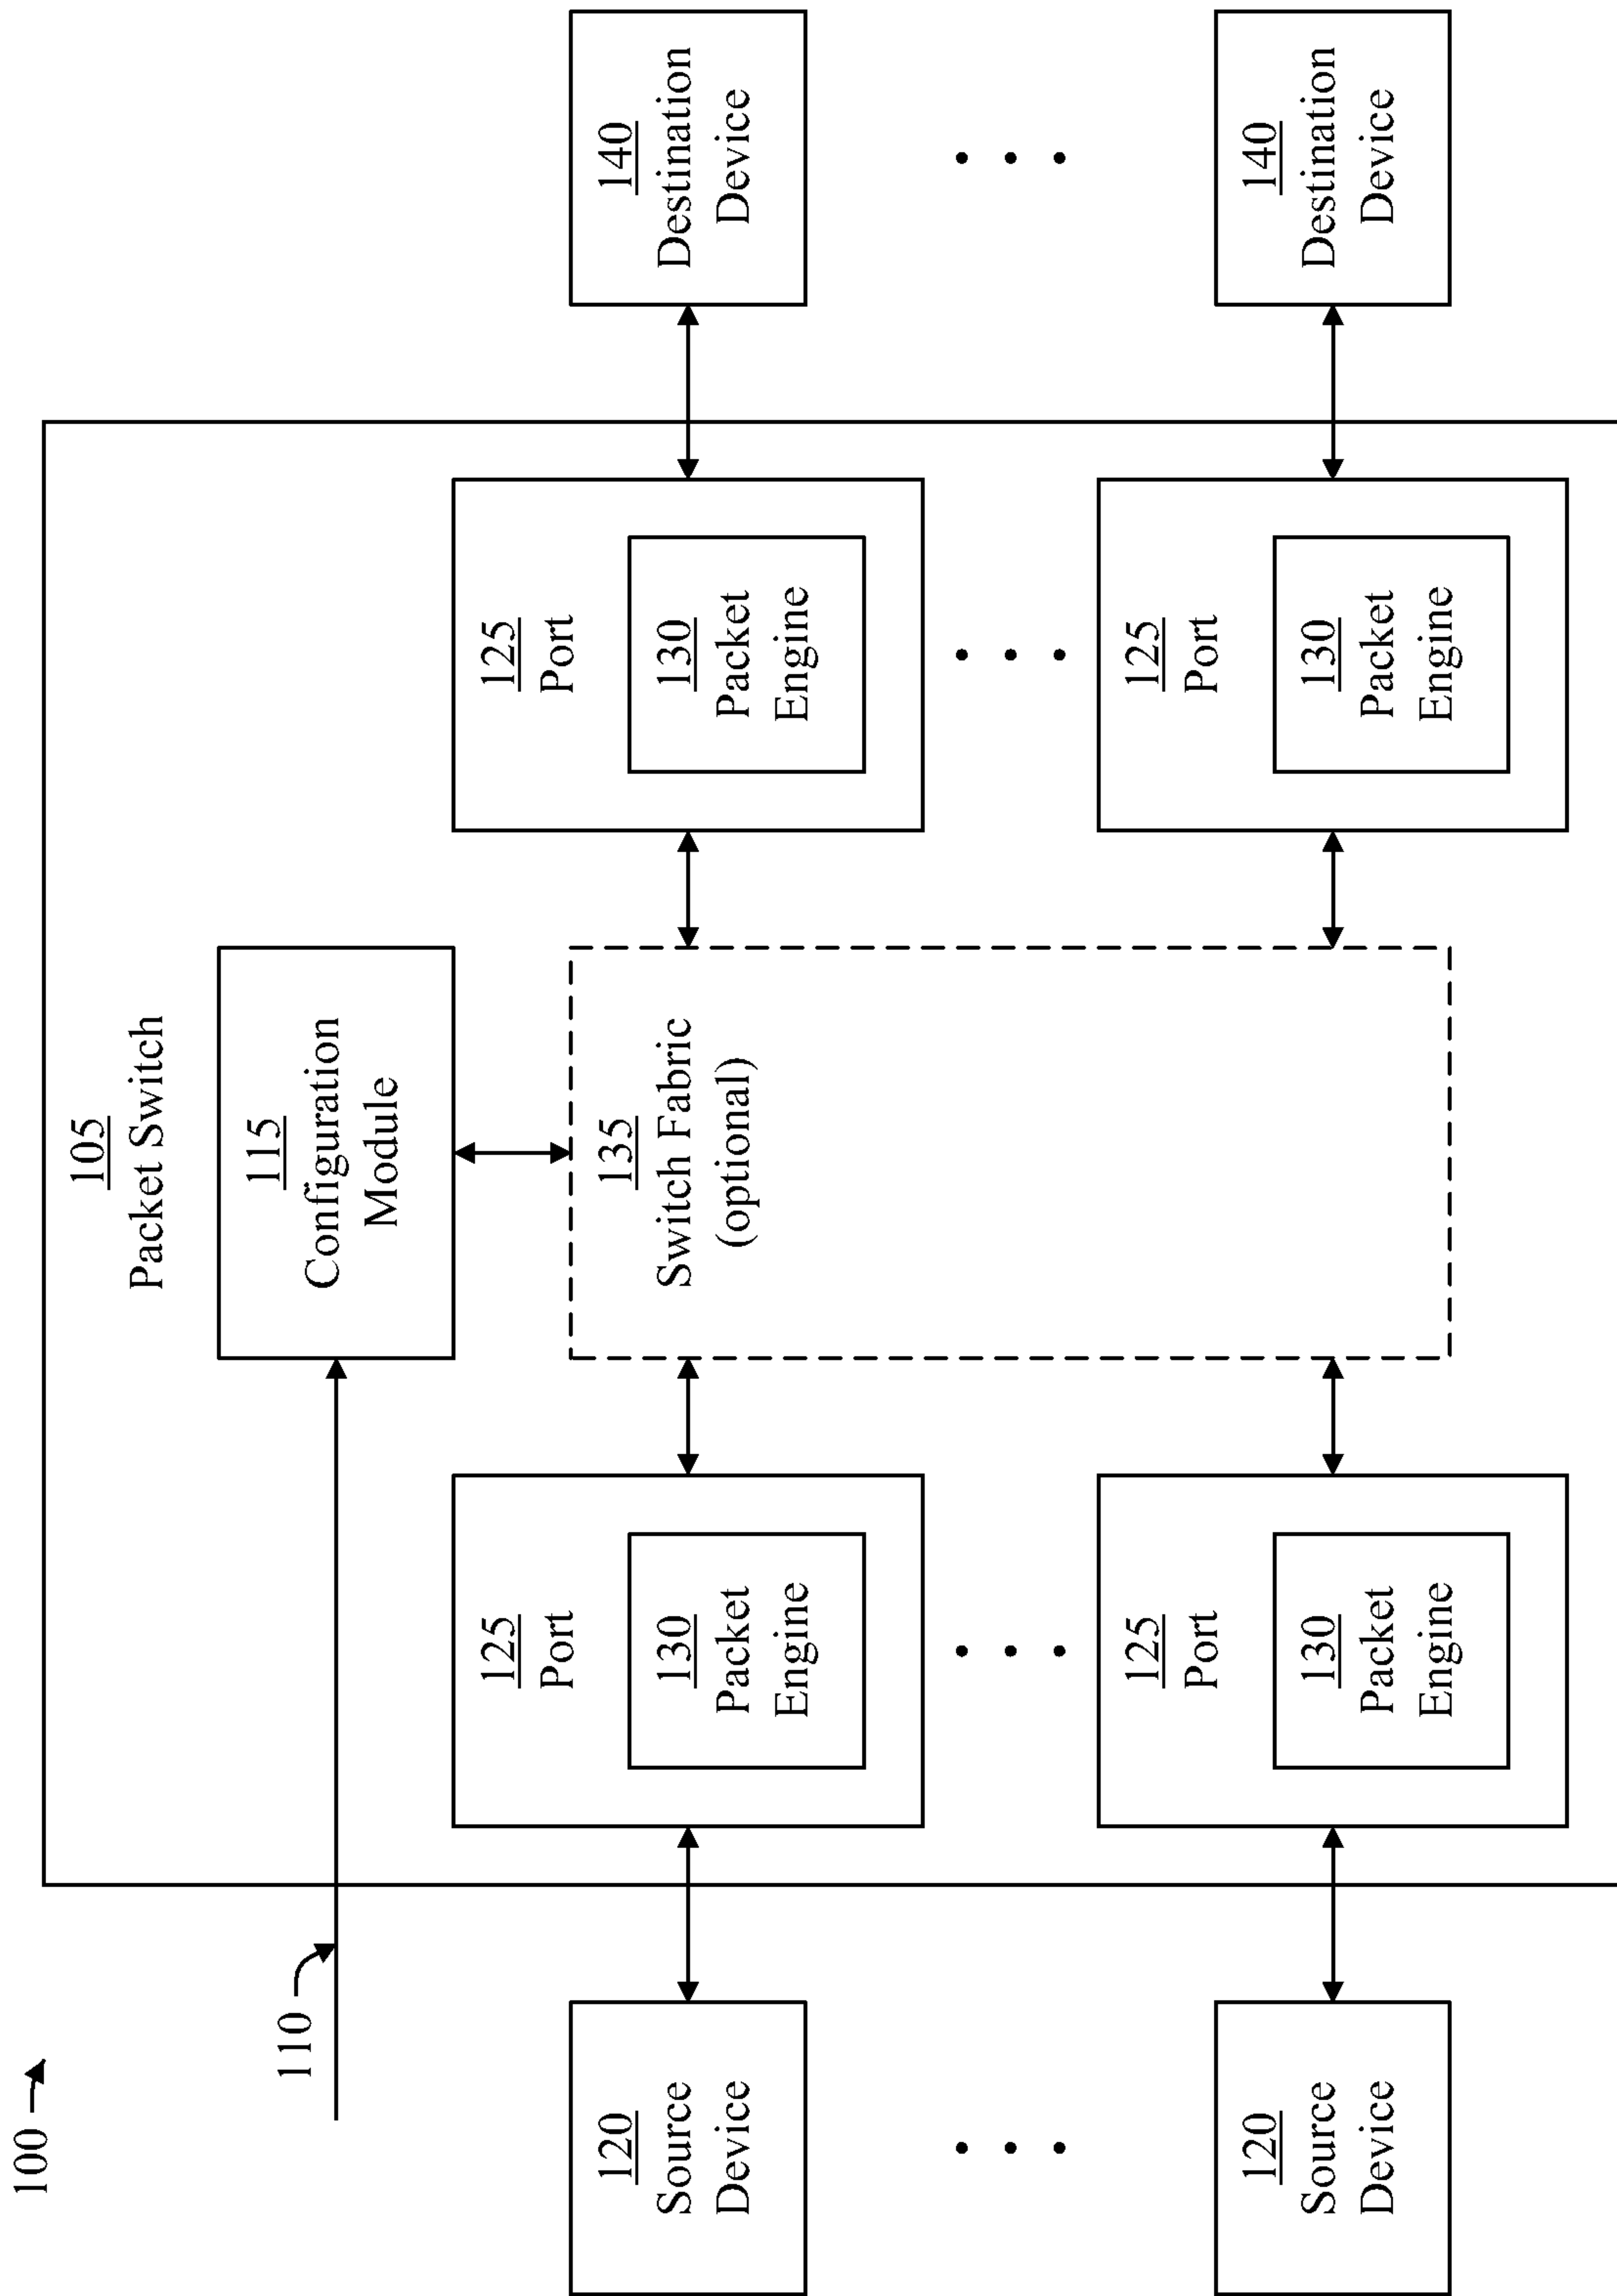 100
110
105
Packet Switch
115
Configuration
Module
120
Source
Device
125
Port
130
Packet
Engine
135
Switch Fabric
(optional)
125
Port
130
Packet
Engine
140
Destination
Device
120
Source
Device
125
Port
130
Packet
Engine
125
Port
130
Packet
Engine
140
Destination
Device